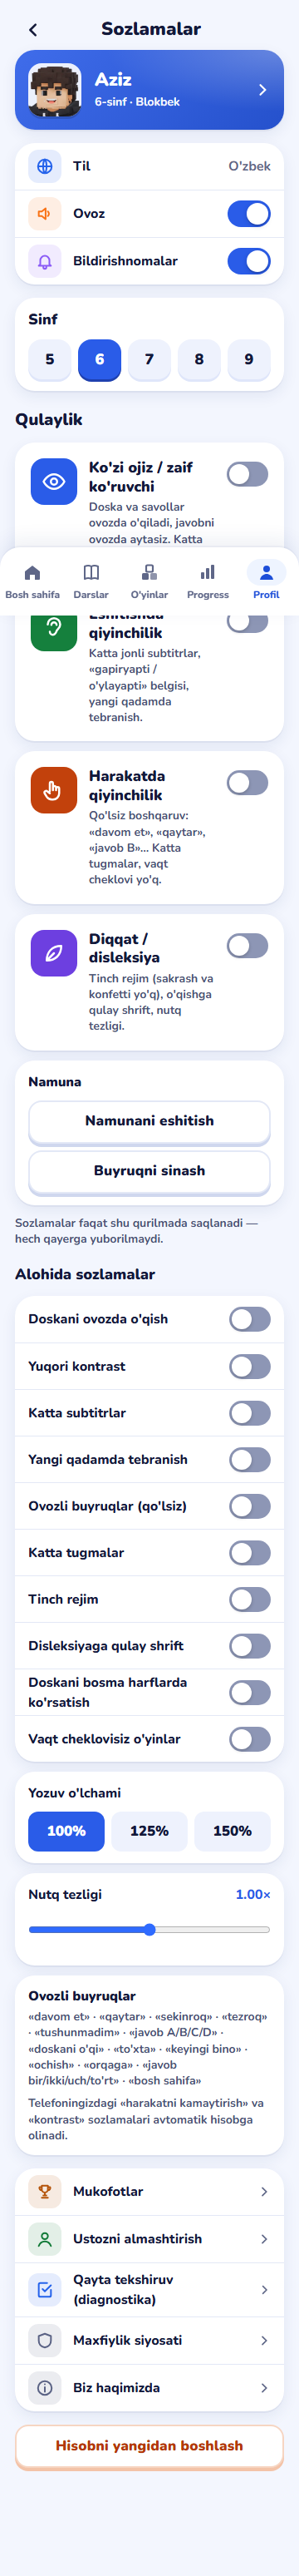 Sozlamalar
Aziz
6-sinf · Blokbek
Til
O'zbek
Ovoz
Bildirishnomalar
Sinf
5 6 7 8 9
Qulaylik
Ko'zi ojiz / zaif
ko'ruvchi
Doska va savollar
ovozda o'qiladi, javobni
ovozda aytasiz. Katta
Bosh sahifa Darslar O'yinlar Progress Profil
qiyinchilik
Katta jonli subtitrlar,
«gapiryapti /
o'ylayapti» belgisi,
yangi qadamda
tebranish.
Harakatda
qiyinchilik
Qo'lsiz boshqaruv:
«davom et», «qaytar»,
«javob B»... Katta
tugmalar, vaqt
cheklovi yo'q.
Diqqat /
disleksiya
Tinch rejim (sakrash va
konfetti yo'q), o'qishga
qulay shrift, nutq
tezligi.
Namuna
Namunani eshitish
Buyruqni sinash
Sozlamalar faqat shu qurilmada saqlanadi —
hech qayerga yuborilmaydi.
Alohida sozlamalar
Doskani ovozda o'qish
Yuqori kontrast
Katta subtitrlar
Yangi qadamda tebranish
Ovozli buyruqlar (qo'lsiz)
Katta tugmalar
Tinch rejim
Disleksiyaga qulay shrift
Doskani bosma harflarda
ko'rsatish
Vaqt cheklovisiz o'yinlar
Yozuv o'lchami
100% 125% 150%
Nutq tezligi 1.00×
Ovozli buyruqlar
«davom et» · «qaytar» · «sekinroq» · «tezroq»
· «tushunmadim» · «javob A/B/C/D» ·
«doskani o'qi» · «to'xta» · «keyingi bino» ·
«ochish» · «orqaga» · «javob
bir/ikki/uch/to'rt» · «bosh sahifa»
Telefoningizdagi «harakatni kamaytirish» va
«kontrast» sozlamalari avtomatik hisobga
olinadi.
Mukofotlar
Ustozni almashtirish
Qayta tekshiruv
(diagnostika)
Maxfiylik siyosati
Biz haqimizda
Hisobni yangidan boshlash